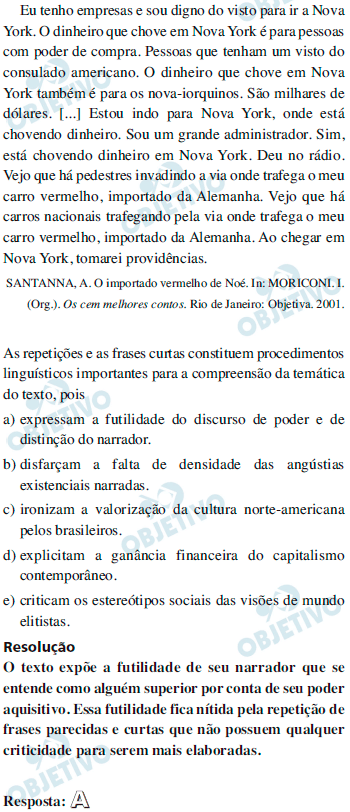 Eu tenho empresas e sou digno do visto para ir a Nova
York. O dinheiro que chove em Nova York é para pessoas
com poder de compra. Pessoas que tenham um visto do
consulado americano. O dinheiro que chove em Nova
York também é para os nova-iorquinos. São milhares de
dólares. [...] Estou indo para Nova York, onde está
chovendo dinheiro. Sou um grande administrador. Sim,
está chovendo dinheiro em Nova York. Deu no rádio.
Vejo que há pedestres invadindo a via onde trafega o meu
carro vermelho, importado da Alemanha. Vejo que há
carros nacionais trafegando pela via onde trafega o meu
carro vermelho, importado da Alemanha. Ao chegar em
Nova York, tomarei providências.
SANTANNA, A. O importado vermelho de Noé. In: MORICONI. I.
(Org.). Os cem melhores contos. Rio de Janeiro: Objetiva. 2001.
As repetições e as frases curtas constituem procedimentos
linguísticos importantes para a compreensão da temática
do texto, pois
a) expressam a futilidade do discurso de poder e de
distinção do narrador.
b) disfarçam a falta de densidade das angústias
existenciais narradas.
c) ironizam a valorização da cultura norte-americana
pelos brasileiros.
d) explicitam a ganância financeira do capitalismo
contemporâneo.
e) criticam os estereótipos sociais das visões de mundo
elitistas.
Resolução
O texto expõe a futilidade de seu narrador que se
entende como alguém superior por conta de seu poder
aquisitivo. Essa futilidade fica nítida pela repetição de
frases parecidas e curtas que não possuem qualquer
criticidade para serem mais elaboradas.
Resposta: A